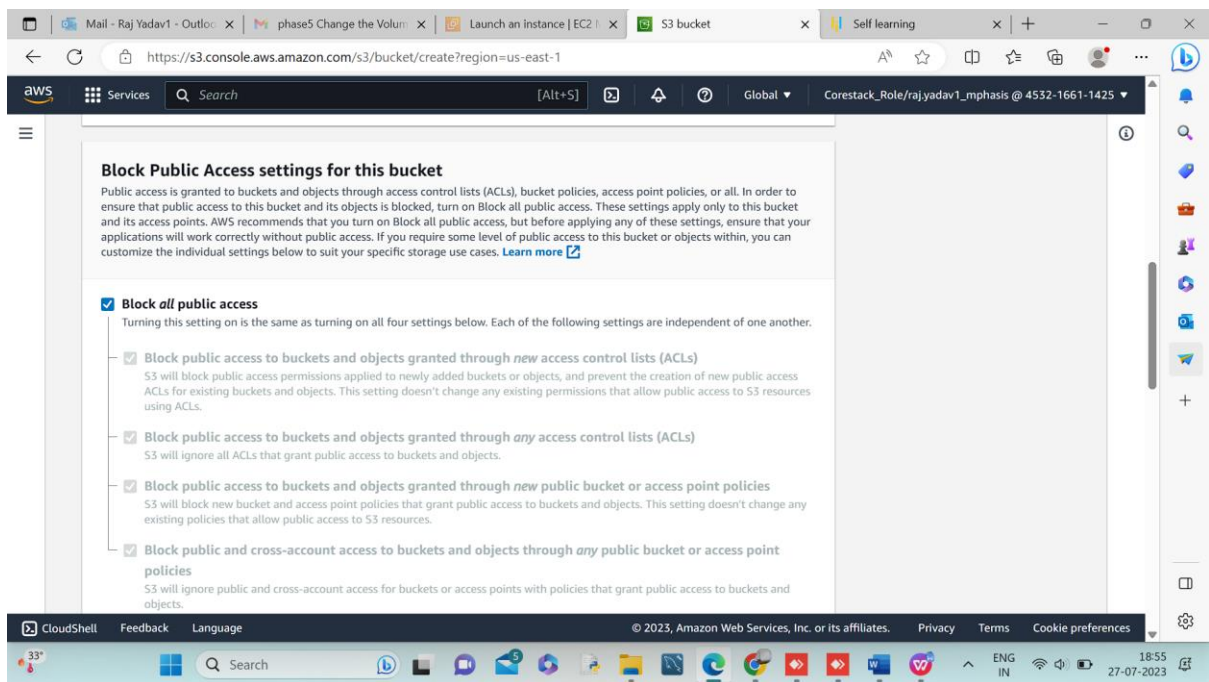 Mail - Raj Yadav1 - Outloo
phase5 Change the Volum
Launch an instance | EC2 I
S3 bucket
Self learning
https://s3.console.aws.amazon.com/s3/bucket/create?region=us-east-1
aws
Services
Search
[Alt+S]
Global
Corestack_Role/raj.yadav1_mphasis @ 4532-1661-1425
Block Public Access settings for this bucket
Public access is granted to buckets and objects through access control lists (ACLs), bucket policies, access point policies, or all. In order to
ensure that public access to this bucket and its objects is blocked, turn on Block all public access. These settings apply only to this bucket
and its access points. AWS recommends that you turn on Block all public access, but before applying any of these settings, ensure that your
applications will work correctly without public access. If you require some level of public access to this bucket or objects within, you can
customize the individual settings below to suit your specific storage use cases. Learn more
Block all public access
Turning this setting on is the same as turning on all four settings below. Each of the following settings are independent of one another.
Block public access to buckets and objects granted through new access control lists (ACLs)
S3 will block public access permissions applied to newly added buckets or objects, and prevent the creation of new public access
ACLs for existing buckets and objects. This setting doesn't change any existing permissions that allow public access to S3 resources
using ACLs.
Block public access to buckets and objects granted through any access control lists (ACLs)
S3 will ignore all ACLs that grant public access to buckets and objects.
Block public access to buckets and objects granted through new public bucket or access point policies
S3 will block new bucket and access point policies that grant public access to buckets and objects. This setting doesn't change any
existing policies that allow public access to S3 resources.
Block public and cross-account access to buckets and objects through any public bucket or access point
policies
S3 will ignore public and cross-account access for buckets or access points with policies that grant public access to buckets and
objects.
CloudShell
Feedback
Language
© 2023, Amazon Web Services, Inc. or its affiliates.
Privacy
Terms
Cookie preferences
33°
Search
5
ENG
IN
18:55
27-07-2023